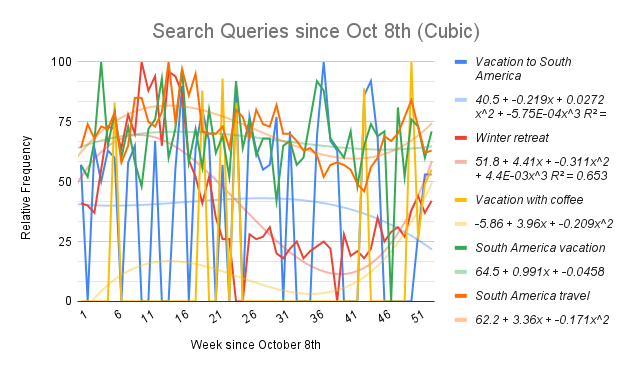 Search Queries since Oct 8th (Cubic)
100
75
50
25
0
Relative Frequency
1
6
11
16
21
26
31
36
41
46
51
Week since October 8th
Vacation to South
America
40.5 + -0.219x + 0.0272
x^2 + -5.75E-04x^3 R² =
Winter retreat
51.8 + 4.41x + -0.311x^2
+ 4.4E-03x^3 R² = 0.653
Vacation with coffee
-5.86 + 3.96x + -0.209x^2
South America vacation
64.5 + 0.991x + -0.0458
South America travel
62.2 + 3.36x + -0.171x^2